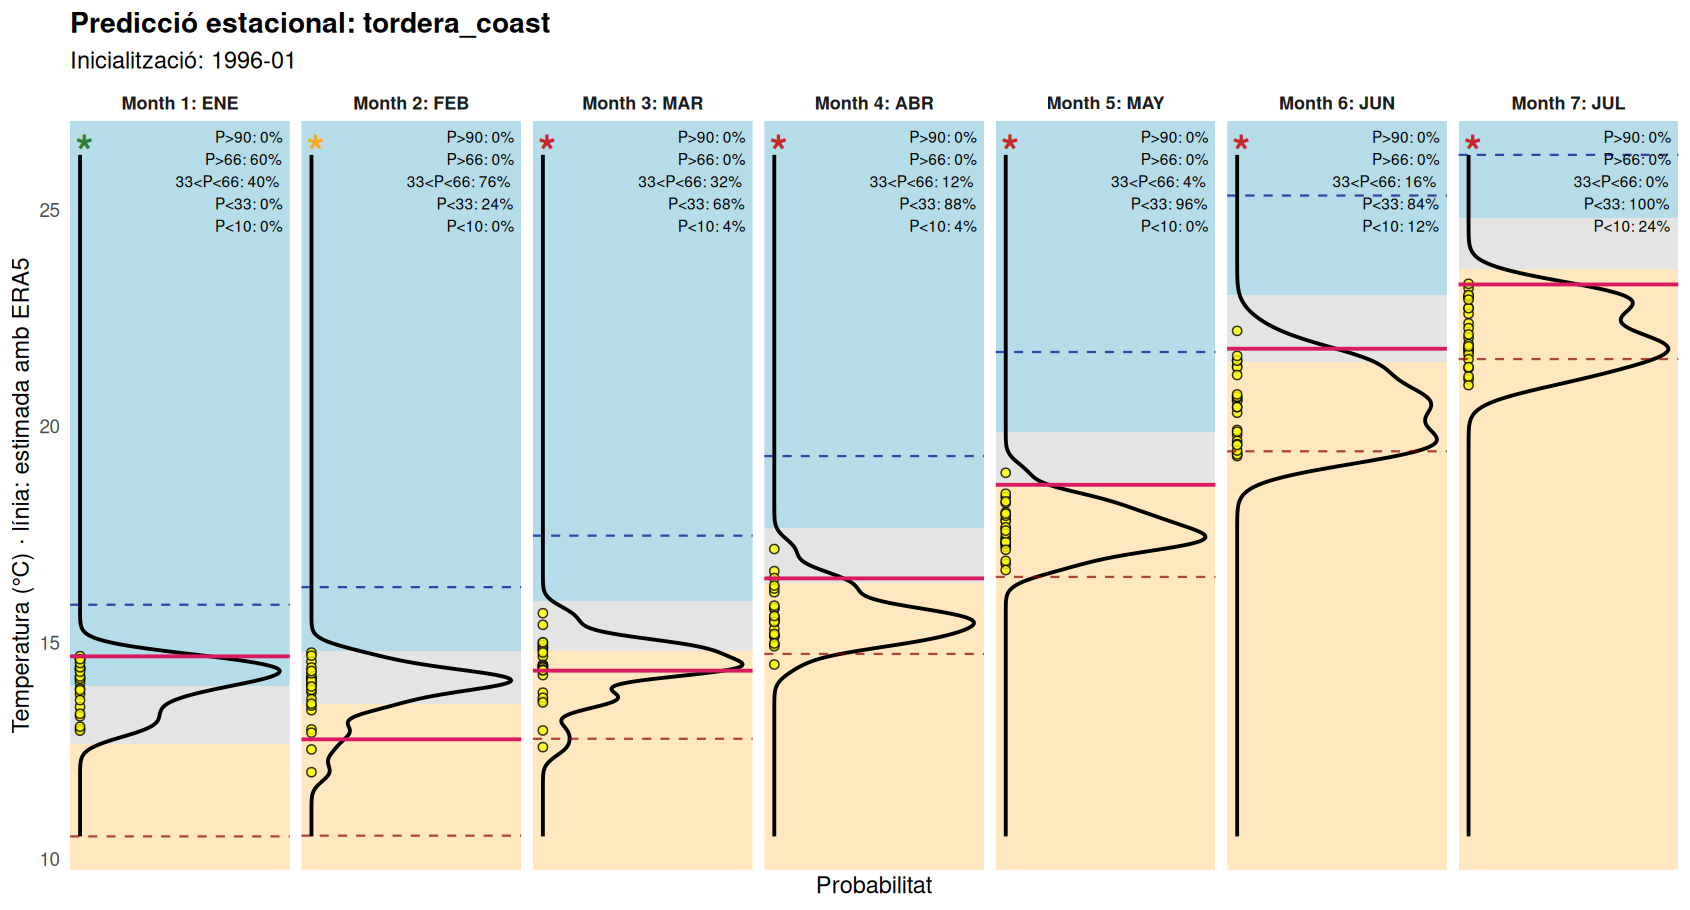 Predicció estacional: tordera_coast
Inicialització: 1996-01
Month 1: ENE
Month 2: FEB
Month 3: MAR
Month 4: ABR
Month 5: MAY
Month 6: JUN
Month 7: JUL
*
P>90: 0%
P>66: 60%
33<P<66: 40%
P<33: 0%
P<10: 0%
*
P>90: 0%
P>66: 0%
33<P<66: 76%
P<33: 24%
P<10: 0%
*
P>90: 0%
P>66: 0%
33<P<66: 32%
P<33: 68%
P<10: 4%
*
P>90: 0%
P>66: 0%
33<P<66: 12%
P<33: 88%
P<10: 4%
*
P>90: 0%
P>66: 0%
33<P<66: 4%
P<33: 96%
P<10: 0%
*
P>90: 0%
P>66: 0%
33<P<66: 16%
P<33: 84%
P<10: 12%
*
P>90: 0%
P>66: 0%
33<P<66: 0%
P<33: 100%
P<10: 24%
25
20
15
10
Temperatura (°C) · línia: estimada amb ERA5
Probabilitat